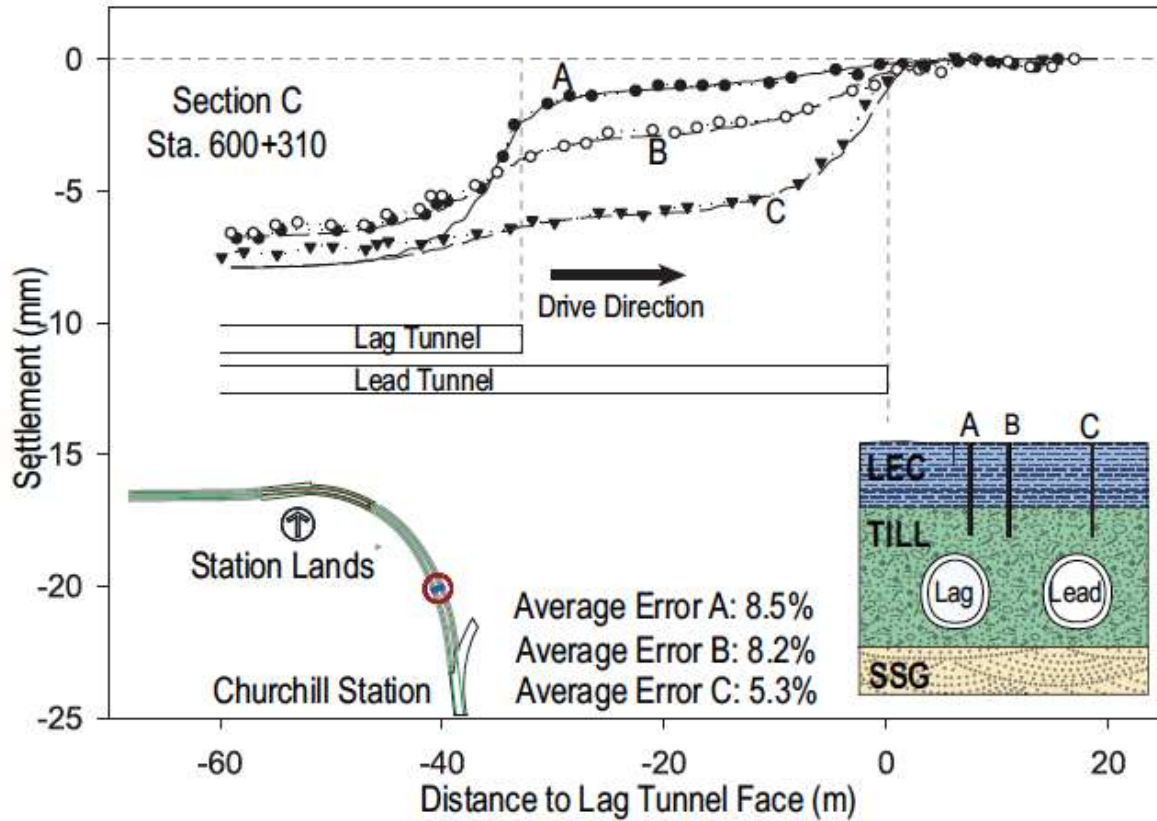 0
-5
-10
-15
-20
-25
Settlement (mm)
Section C
Sta. 600+310
A
B
C
Drive Direction
Lag Tunnel
Lead Tunnel
Station Lands
Churchill Station
Average Error A: 8.5%
Average Error B: 8.2%
Average Error C: 5.3%
A B C
LEC
TILL
Lag Lead
SSG
-60 -40 -20 0 20
Distance to Lag Tunnel Face (m)